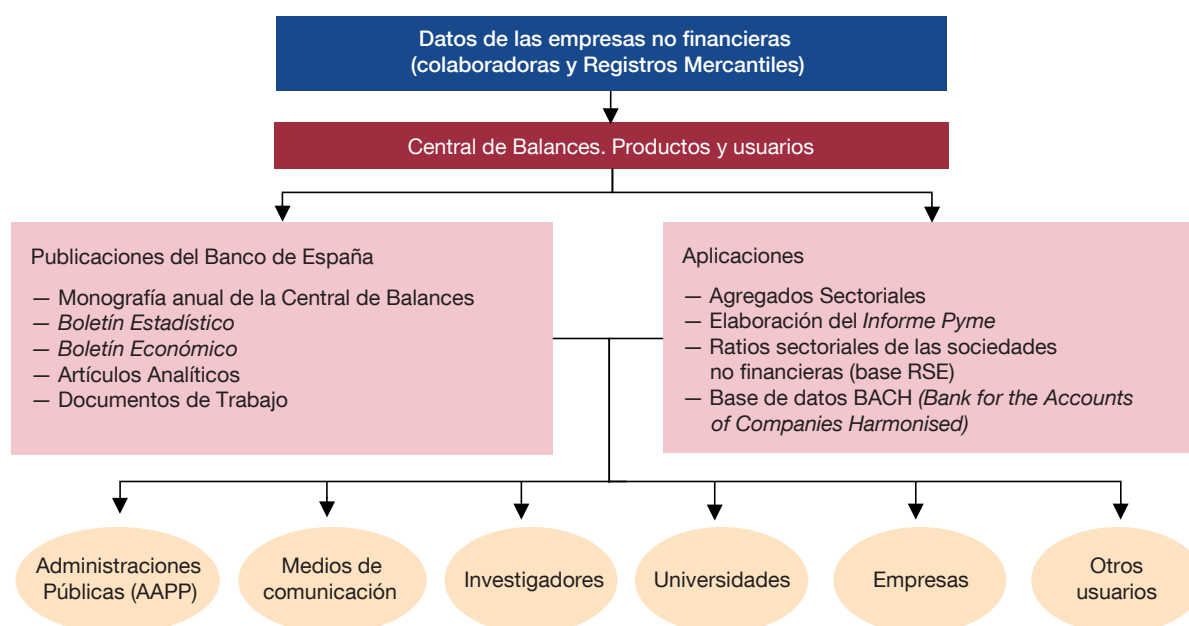 Datos de las empresas no financieras
(colaboradoras y Registros Mercantiles)
Central de Balances. Productos y usuarios
Publicaciones del Banco de España
— Monografía anual de la Central de Balances
— Boletín Estadístico
— Boletín Económico
— Artículos Analíticos
— Documentos de Trabajo
Aplicaciones
— Agregados Sectoriales
— Elaboración del Informe Pyme
— Ratios sectoriales de las sociedades
no financieras (base RSE)
— Base de datos BACH (Bank for the Accounts
of Companies Harmonised)
Administraciones
Públicas (AAPP)
Medios de
comunicación
Investigadores
Universidades
Empresas
Otros
usuarios